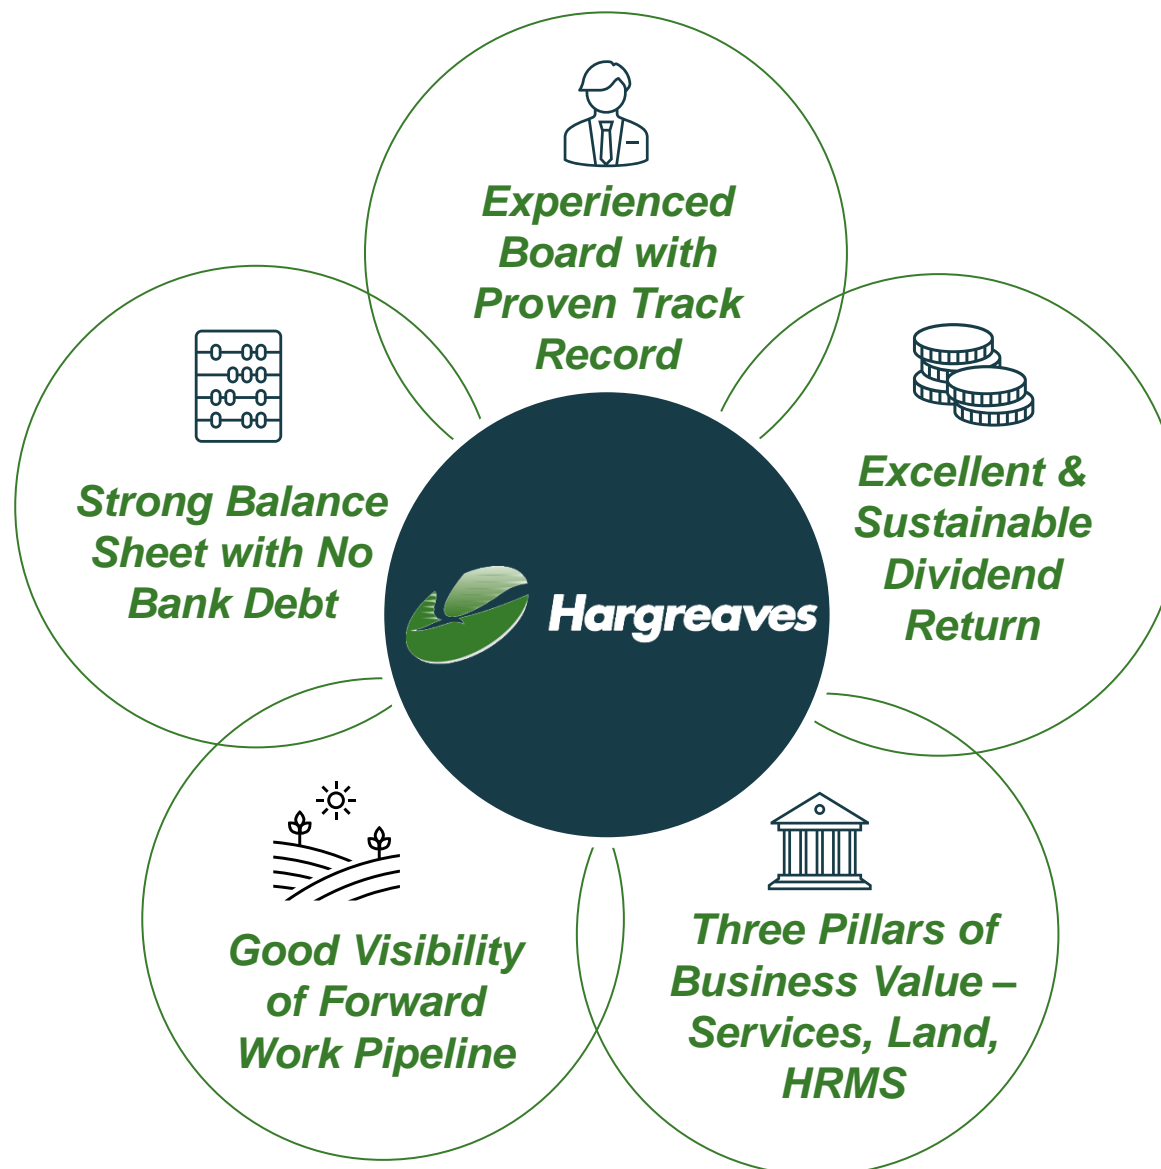 Experienced
Board with
Proven Track
Record
Strong Balance
Sheet with No
Bank Debt
Excellent &
Sustainable
Dividend
Return
Hargreaves
Good Visibility
of Forward
Work Pipeline
Three Pillars of
Business Value –
Services, Land,
HRMS